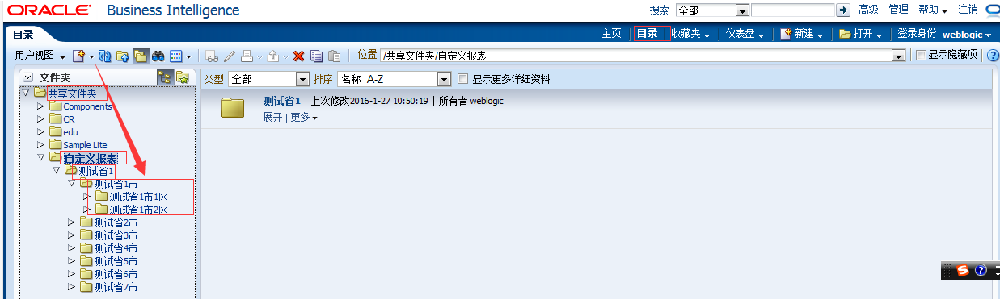 ORACLE Business Intelligence 搜索 全部 高级 管理 帮助 注销
目录 主页 目录 收藏夹 仪表盘 新建 打开 登录身份 weblogic
用户视图 位置 /共享文件夹/自定义报表 显示隐藏项
文件夹 类型 全部 排序 名称 A-Z 显示更多详细资料
共享文件夹
Components
CR
edu
Sample Lite
自定义报表
测试省1
测试省1市
测试省1市1区
测试省1市2区
测试省2市
测试省3市
测试省4市
测试省5市
测试省6市
测试省7市
测试省1 | 上次修改2016-1-27 10:50:19 | 所有者 weblogic
展开 | 更多